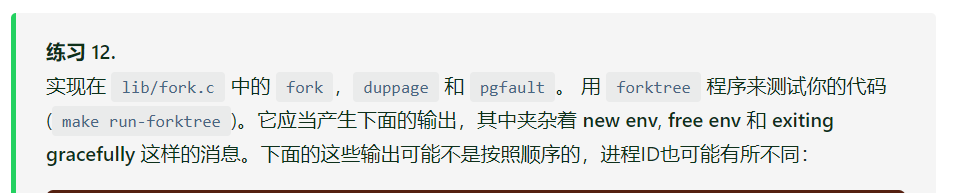 练习 12.
实现在 lib/fork.c 中的 fork ， duppage 和 pgfault 。 用 forktree 程序来测试你的代码
( make run-forktree )。它应当产生下面的输出，其中夹杂着 new env, free env 和 exiting
gracefully 这样的消息。下面的这些输出可能不是按照顺序的，进程ID也可能有所不同：